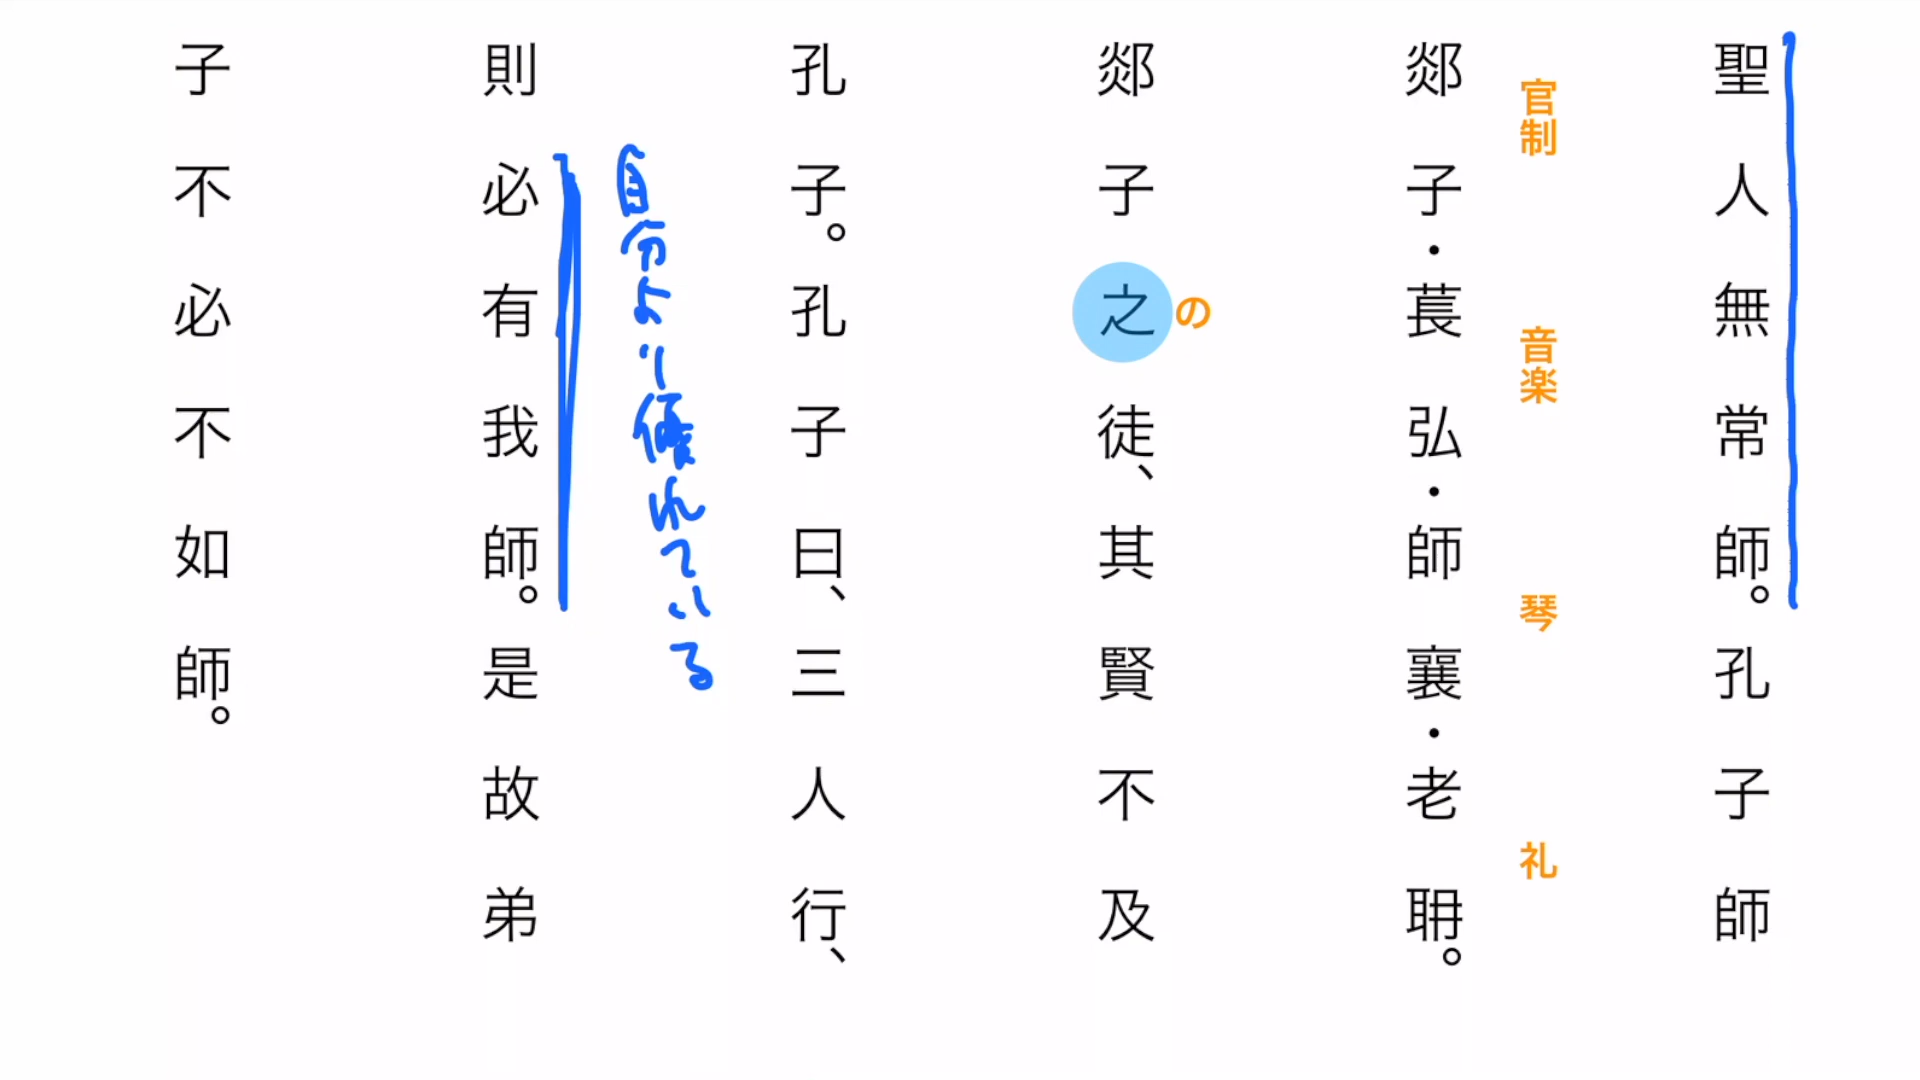 聖人無常師。孔子師
官制 音楽 琴 礼
郯子・萇弘・師襄・老聃。
の
郯子之徒、其賢不及
孔子。孔子曰、三人行、
自分より優れている
則必有我師。是故弟
子不必不如師。